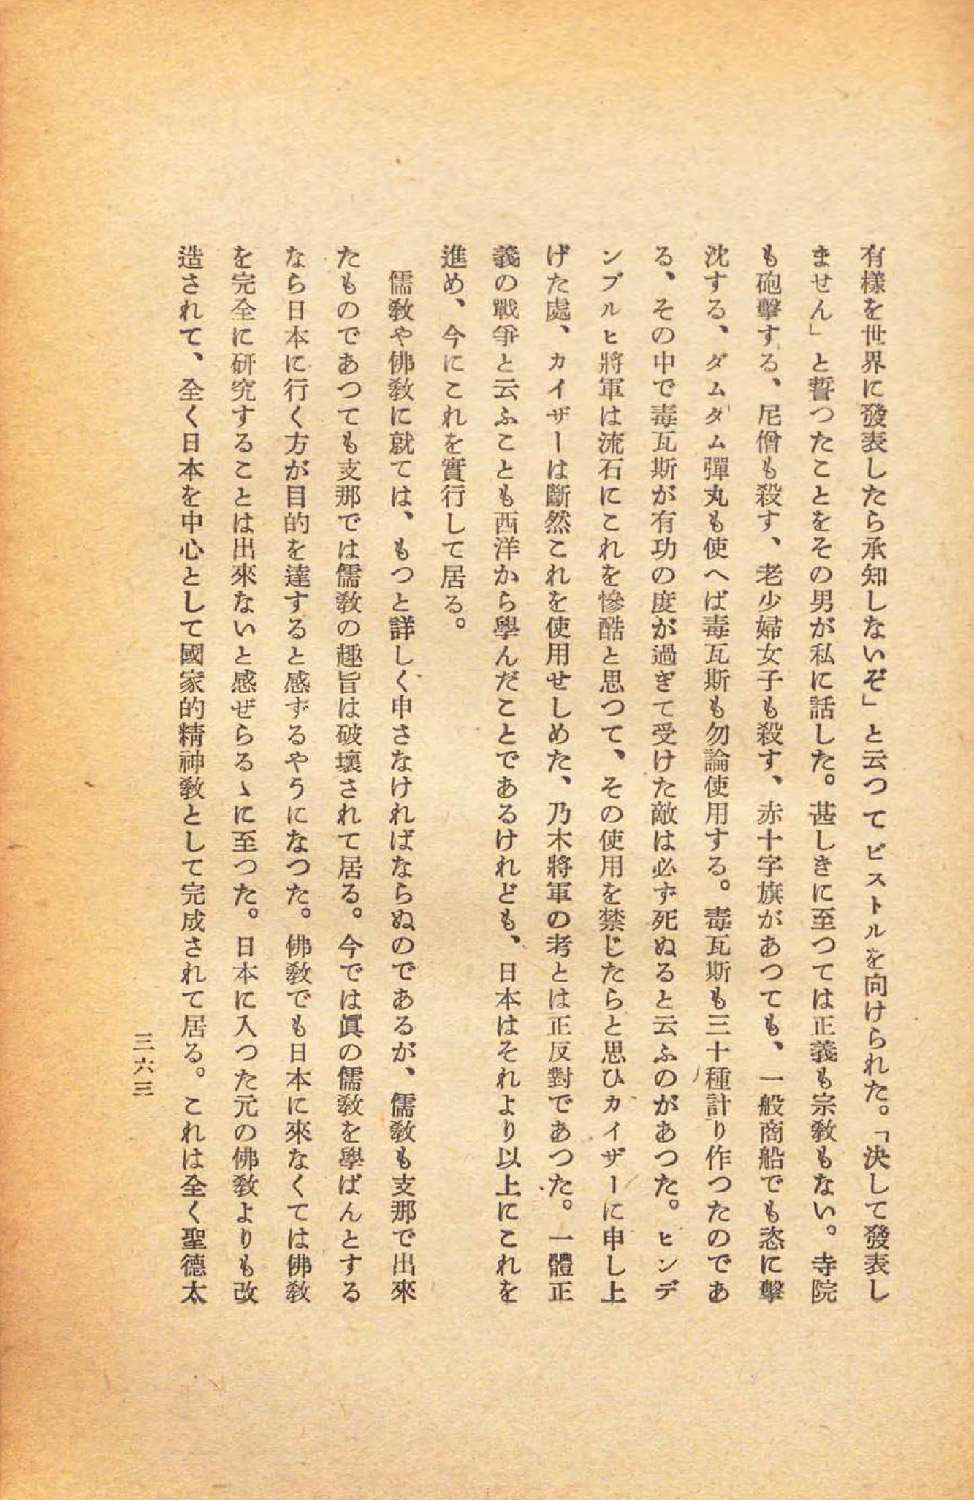 有樣を世界に發表したら承知しないぞ」と云つてピストルを向けられた。「決して發表し
ません」と誓つたことをその男が私に話した。甚しきに至つては正義も宗敎もない。寺院
も砲擊する、尼僧も殺す、老少婦女子も殺す、赤十字旗があつても、一般商船でも恣に擊
沈する、ダムダム彈丸も使へば毒瓦斯も勿論使用する。毒瓦斯も三十種計り作つたのであ
る、その中で毒瓦斯が有功の度が過ぎて受けた敵は必ず死ぬると云ふのがあつた。ヒンデ
ンブルヒ將軍は流石にこれを慘酷と思つて、その使用を禁じたらと思ひカイザーに申し上
げた處、カイザーは斷然これを使用せしめた、乃木將軍の考とは正反對であつた。一體正
義の戰爭と云ふことも西洋から學んだことであるけれども、日本はそれより以上にこれを
進め、今にこれを實行して居る。
儒敎や佛敎に就ては、もつと詳しく申さなければならぬのであるが、儒敎も支那で出來
たものであつても支那では儒敎の趣旨は破壞されて居る。今では眞の儒敎を學ばんとする
なら日本に行く方が目的を達すると感ずるやうになつた。佛敎でも日本に來なくては佛敎
を完全に硏究することは出來ないと感ぜらるゝに至つた。日本に入つた元の佛敎よりも改
造されて、全く日本を中心として國家的精神敎として完成されて居る。これは全く聖德太
三六三